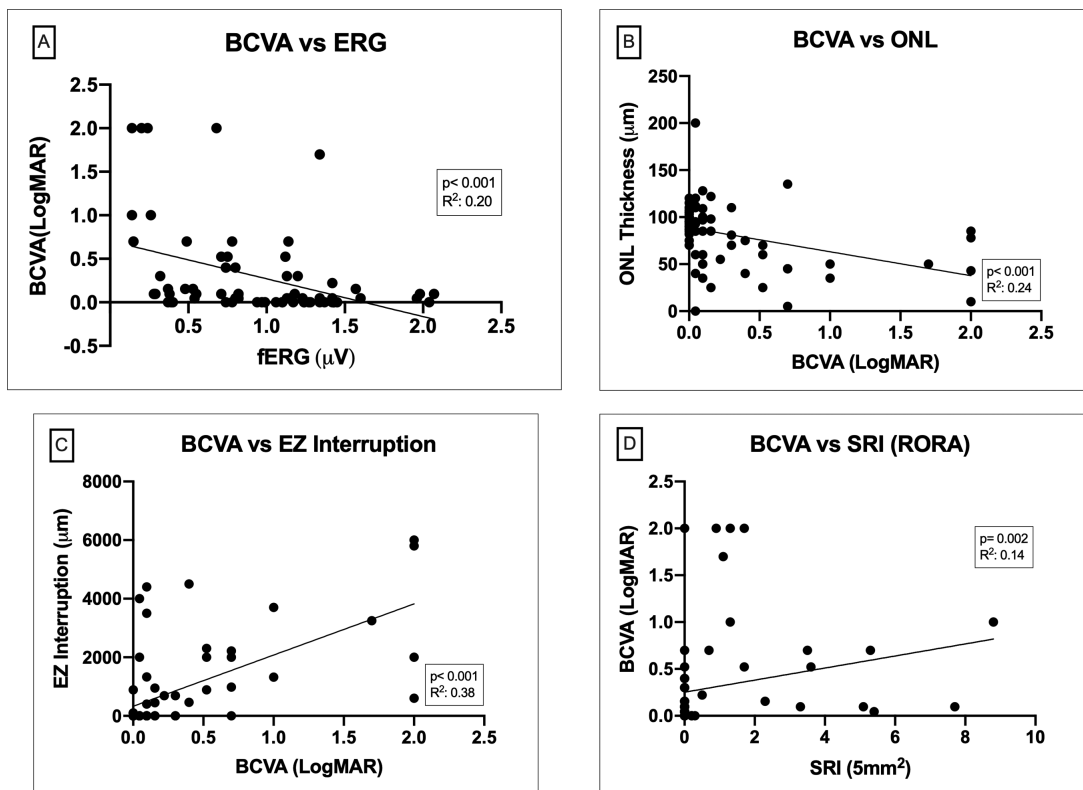 A
BCVA vs ERG
2.5
2.0
1.5
1.0
0.5
0.0
-0.5
BCVA(LogMAR)
0.5
1.0
1.5
2.0
2.5
fERG (μV)
p< 0.001
R²: 0.20
B
BCVA vs ONL
250
200
150
100
50
0
ONL Thickness (μm)
0.0
0.5
1.0
1.5
2.0
2.5
BCVA (LogMAR)
p< 0.001
R²: 0.24
C
BCVA vs EZ Interruption
8000
6000
4000
2000
0
EZ Interruption (μm)
0.0
0.5
1.0
1.5
2.0
2.5
BCVA (LogMAR)
p< 0.001
R²: 0.38
D
BCVA vs SRI (RORA)
2.5
2.0
1.5
1.0
0.5
0.0
BCVA (LogMAR)
0
2
4
6
8
10
SRI (5mm²)
p= 0.002
R²: 0.14